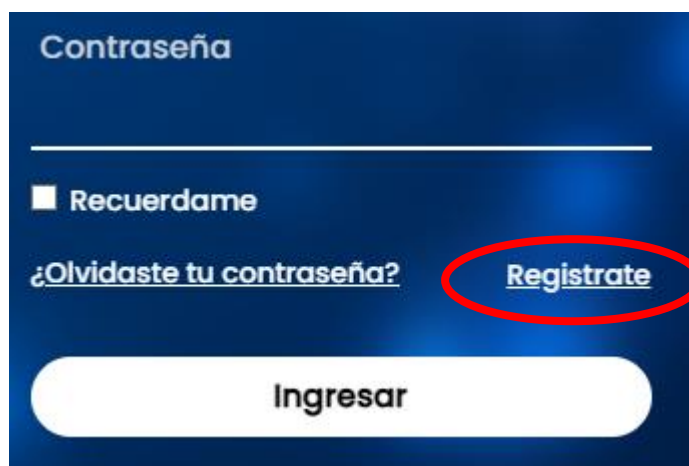 Contraseña
Recuerdame
¿Olvidaste tu contraseña? Registrate
Ingresar